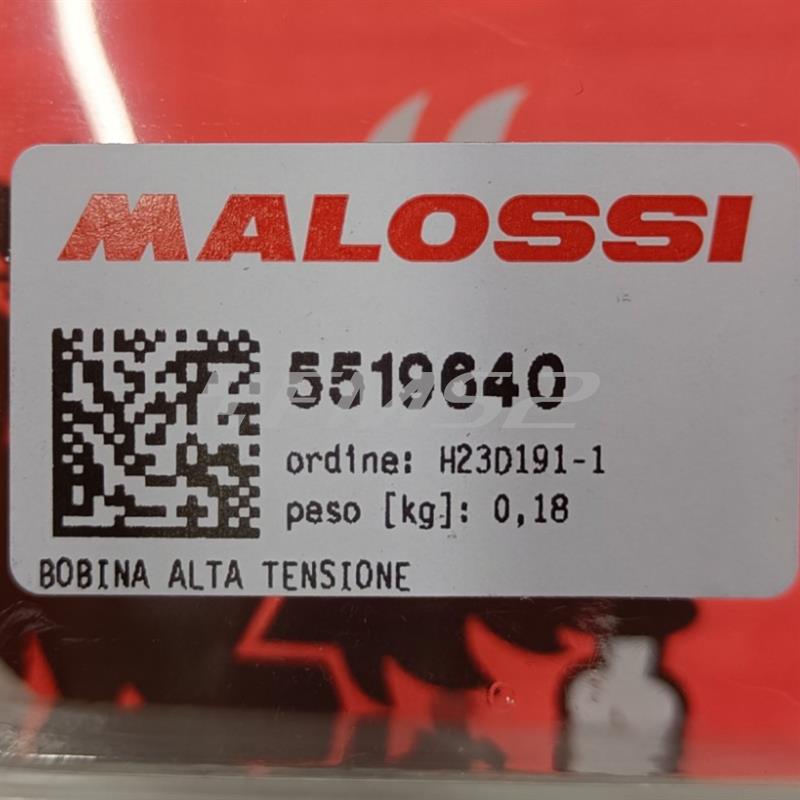 MALOSSI
5519640
ordine: H23D191-1
peso [kg]: 0,18
BOBINA ALTA TENSIONE